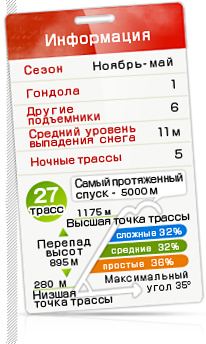 Информация
Сезон Ноябрь-май
Гондола 1
Другие
подъемники 6
Средний уровень
выпадения снега 11 м
Ночные трассы 5
27
трасс
Самый протяженный
спуск - 5000 м
1175 м
Высшая точка трассы
Перепад
высот
895 м
сложные 32%
средние 32%
простые 36%
280 м
Низшая
точка трассы
Максимальный
угол 35°